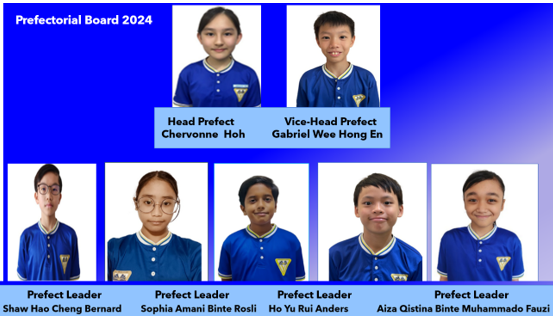 Prefectorial Board 2024
Head Prefect
Chervonne Hoh
Vice-Head Prefect
Gabriel Wee Hong En
Prefect Leader
Shaw Hao Cheng Bernard
Prefect Leader
Sophia Amani Binte Rosli
Prefect Leader
Ho Yu Rui Anders
Prefect Leader
Aiza Qistina Binte Muhammado Fauzi